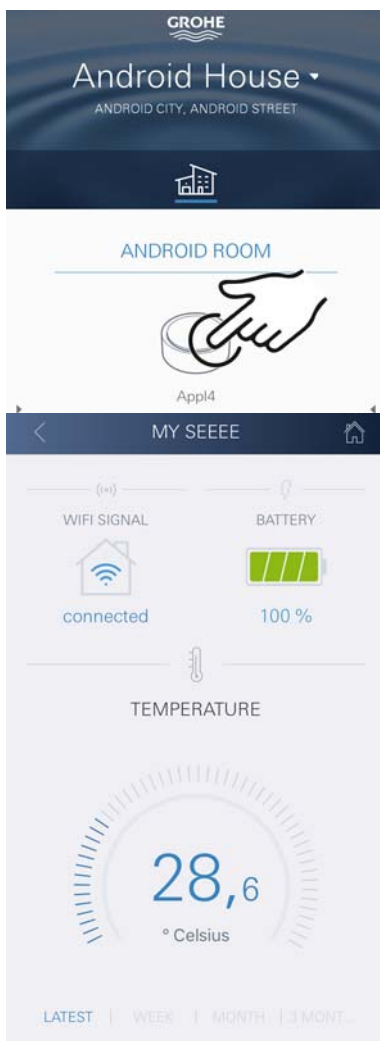 GROHE
Android House
ANDROID CITY, ANDROID STREET
ANDROID ROOM
Appl4
MY SEEEE
WIFI SIGNAL BATTERY
connected 100 %
TEMPERATURE
28,6
° Celsius
LATEST | WEEK | MONTH | 3 MONT...